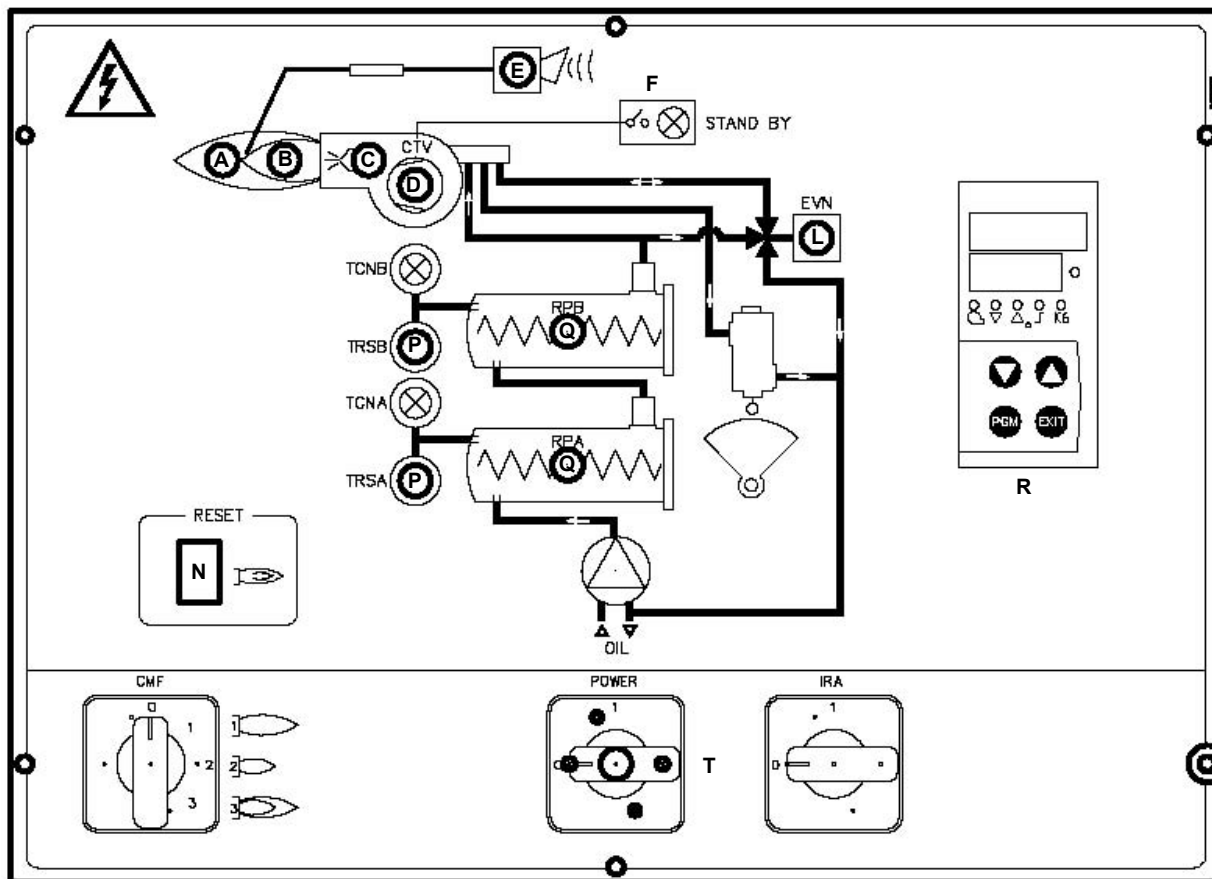 E
F
STAND BY
A
B
C
CTV
D
EVN
L
TCNB
RPB
Q
TRSB
P
TCNA
RPA
Q
TRSA
P
K6
PGM
EXIT
R
RESET
N
OIL
CMF
POWER
IRA
0
1
1
1
1
2
2
0
T
0
3
3